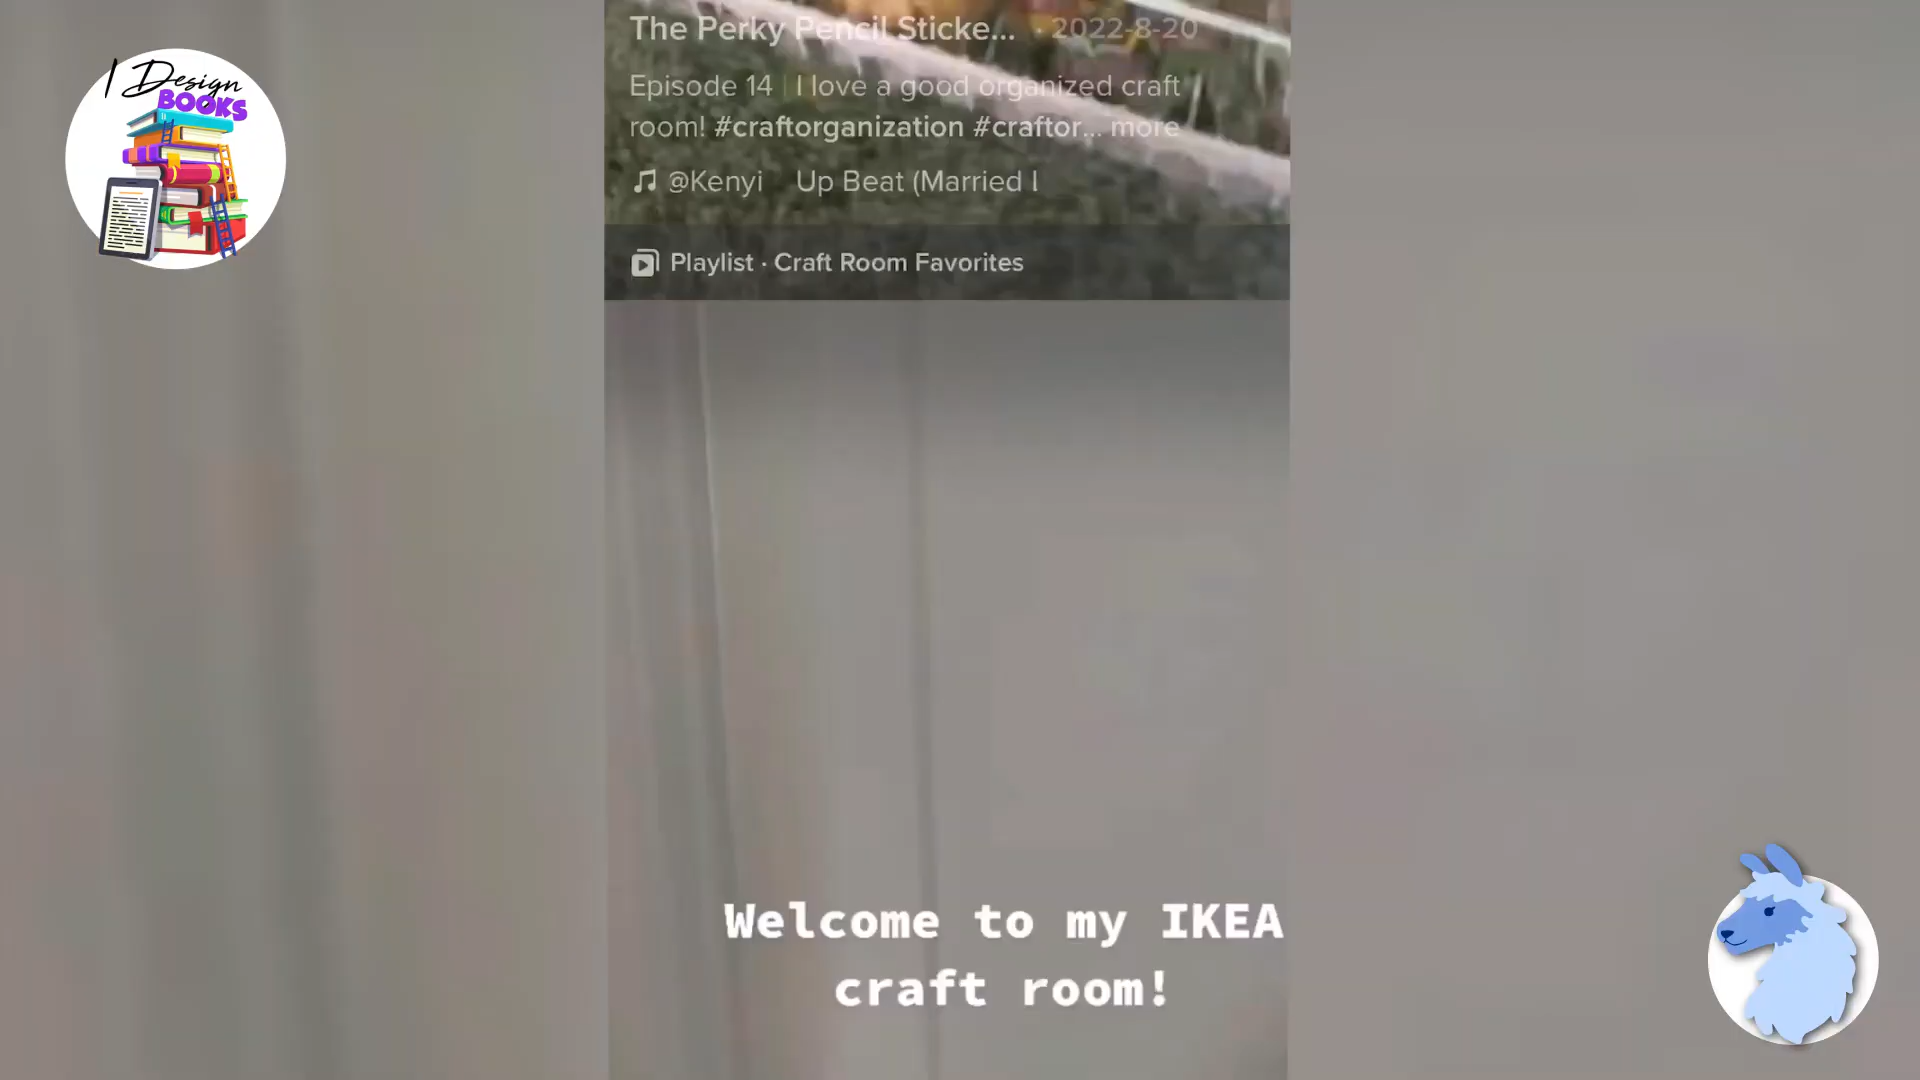 I Design
BOOKS
The Perky Pencil Sticke... · 2022-8-20
Episode 14 | I love a good organized craft
room! #craftorganization #craftor... more
@Kenyi Up Beat (Married
Playlist · Craft Room Favorites
Welcome to my IKEA
craft room!